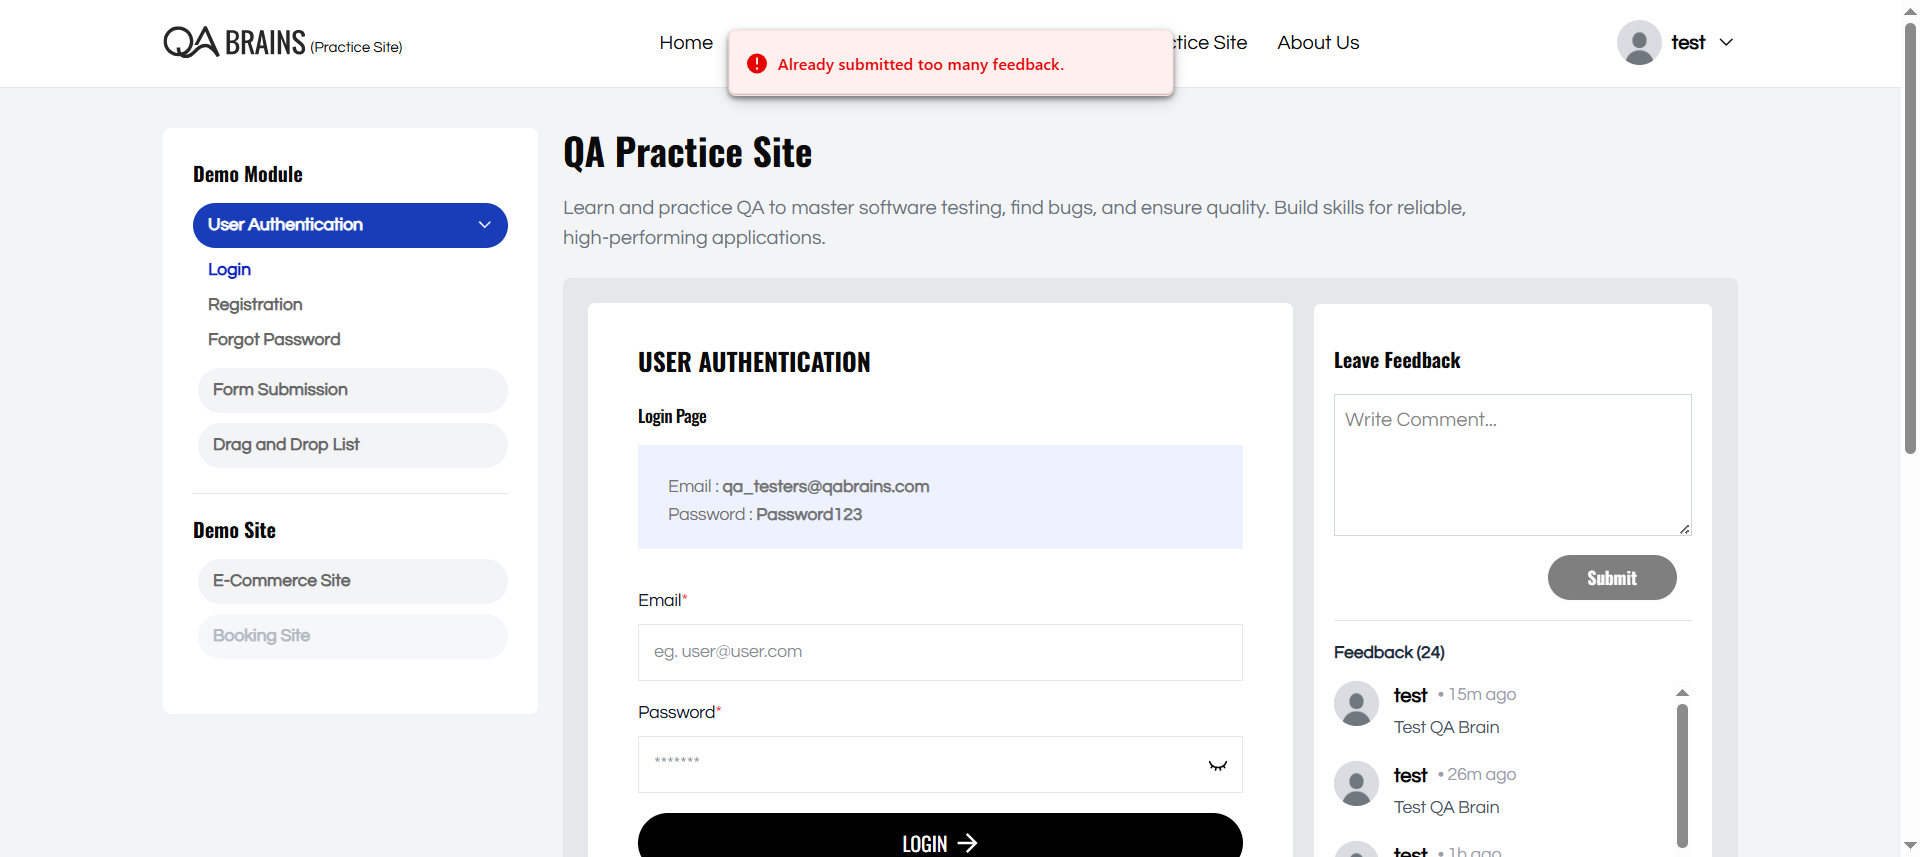 QA BRAINS (Practice Site)
Home
ctice Site
About Us
test
Already submitted too many feedback.
Demo Module
User Authentication
Login
Registration
Forgot Password
Form Submission
Drag and Drop List
Demo Site
E-Commerce Site
Booking Site
QA Practice Site
Learn and practice QA to master software testing, find bugs, and ensure quality. Build skills for reliable,
high-performing applications.
USER AUTHENTICATION
Login Page
Email : qa_testers@qabrains.com
Password : Password123
Email*
eg. user@user.com
Password*
*******
LOGIN
Leave Feedback
Write Comment...
Submit
Feedback (24)
test • 15m ago
Test QA Brain
test • 26m ago
Test QA Brain
test • 1h ago